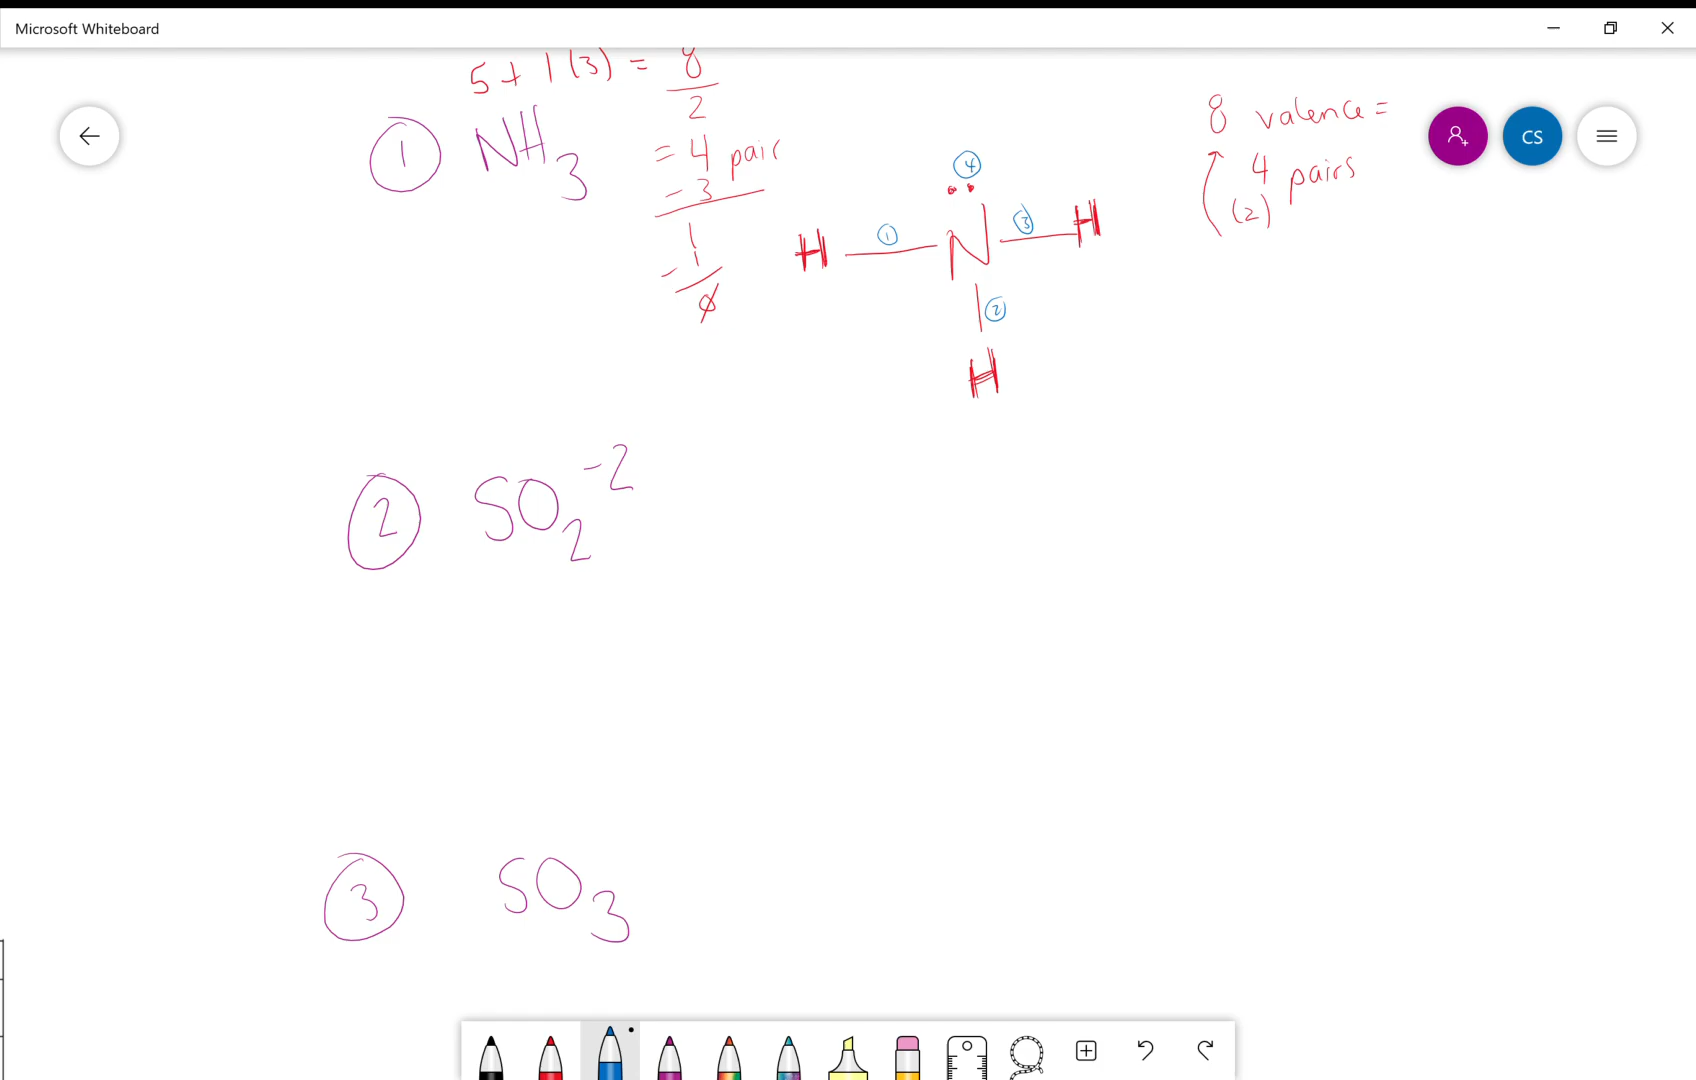 Microsoft Whiteboard
5 + 1 (3) = 8
2
① NH3
= 4 pair
- 3
1
- 1
0
④
H ① N ③ H
②
H
8 valence =
4 pairs
(2)
CS
② SO2 -2
③ SO3